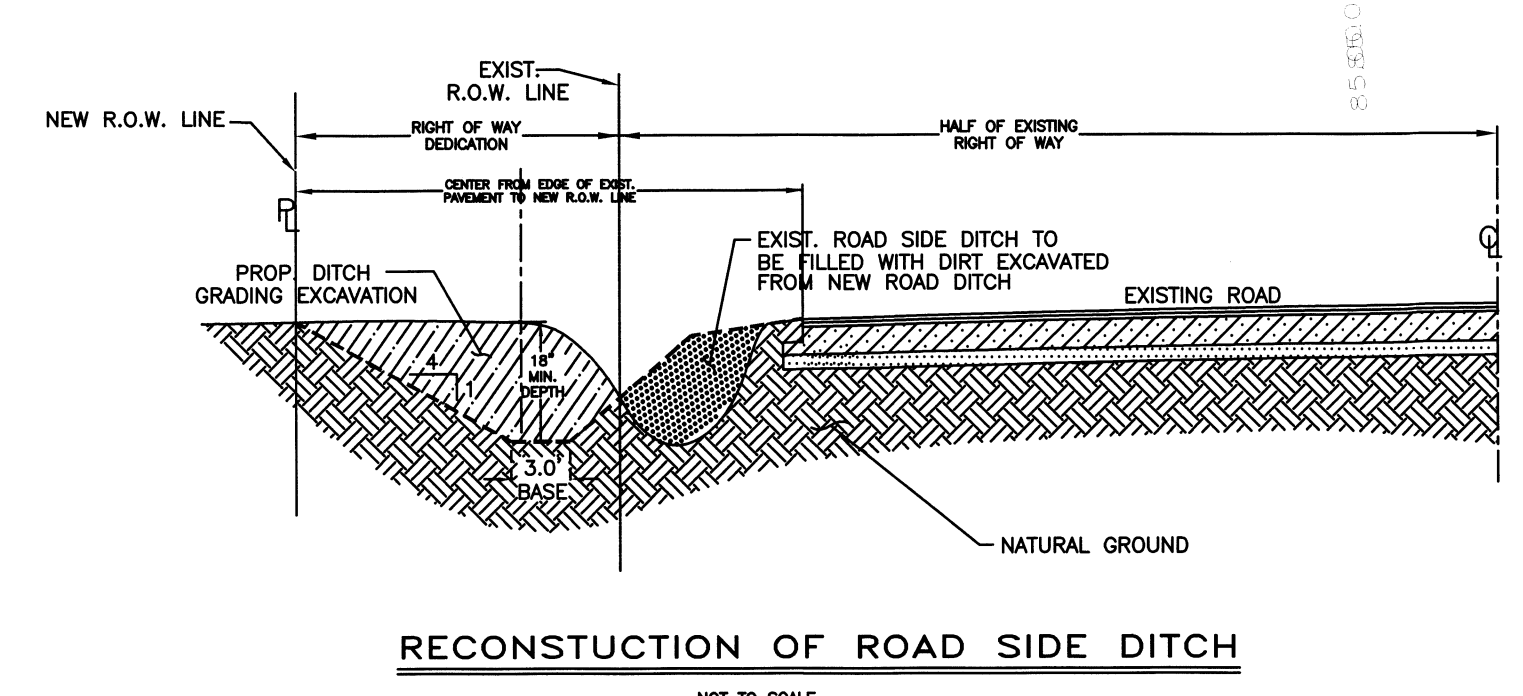 EXIST.
R.O.W. LINE
NEW R.O.W. LINE
RIGHT OF WAY
DEDICATION
HALF OF EXISTING
RIGHT OF WAY
CENTER FROM EDGE OF EXIST.
PAVEMENT TO NEW R.O.W. LINE
PL
CL
EXIST. ROAD SIDE DITCH TO
BE FILLED WITH DIRT EXCAVATED
FROM NEW ROAD DITCH
PROP. DITCH
GRADING EXCAVATION
EXISTING ROAD
4
1
18"
MIN.
DEPTH
3.0'
BASE
NATURAL GROUND
RECONSTUCTION OF ROAD SIDE DITCH
NOT TO SCALE